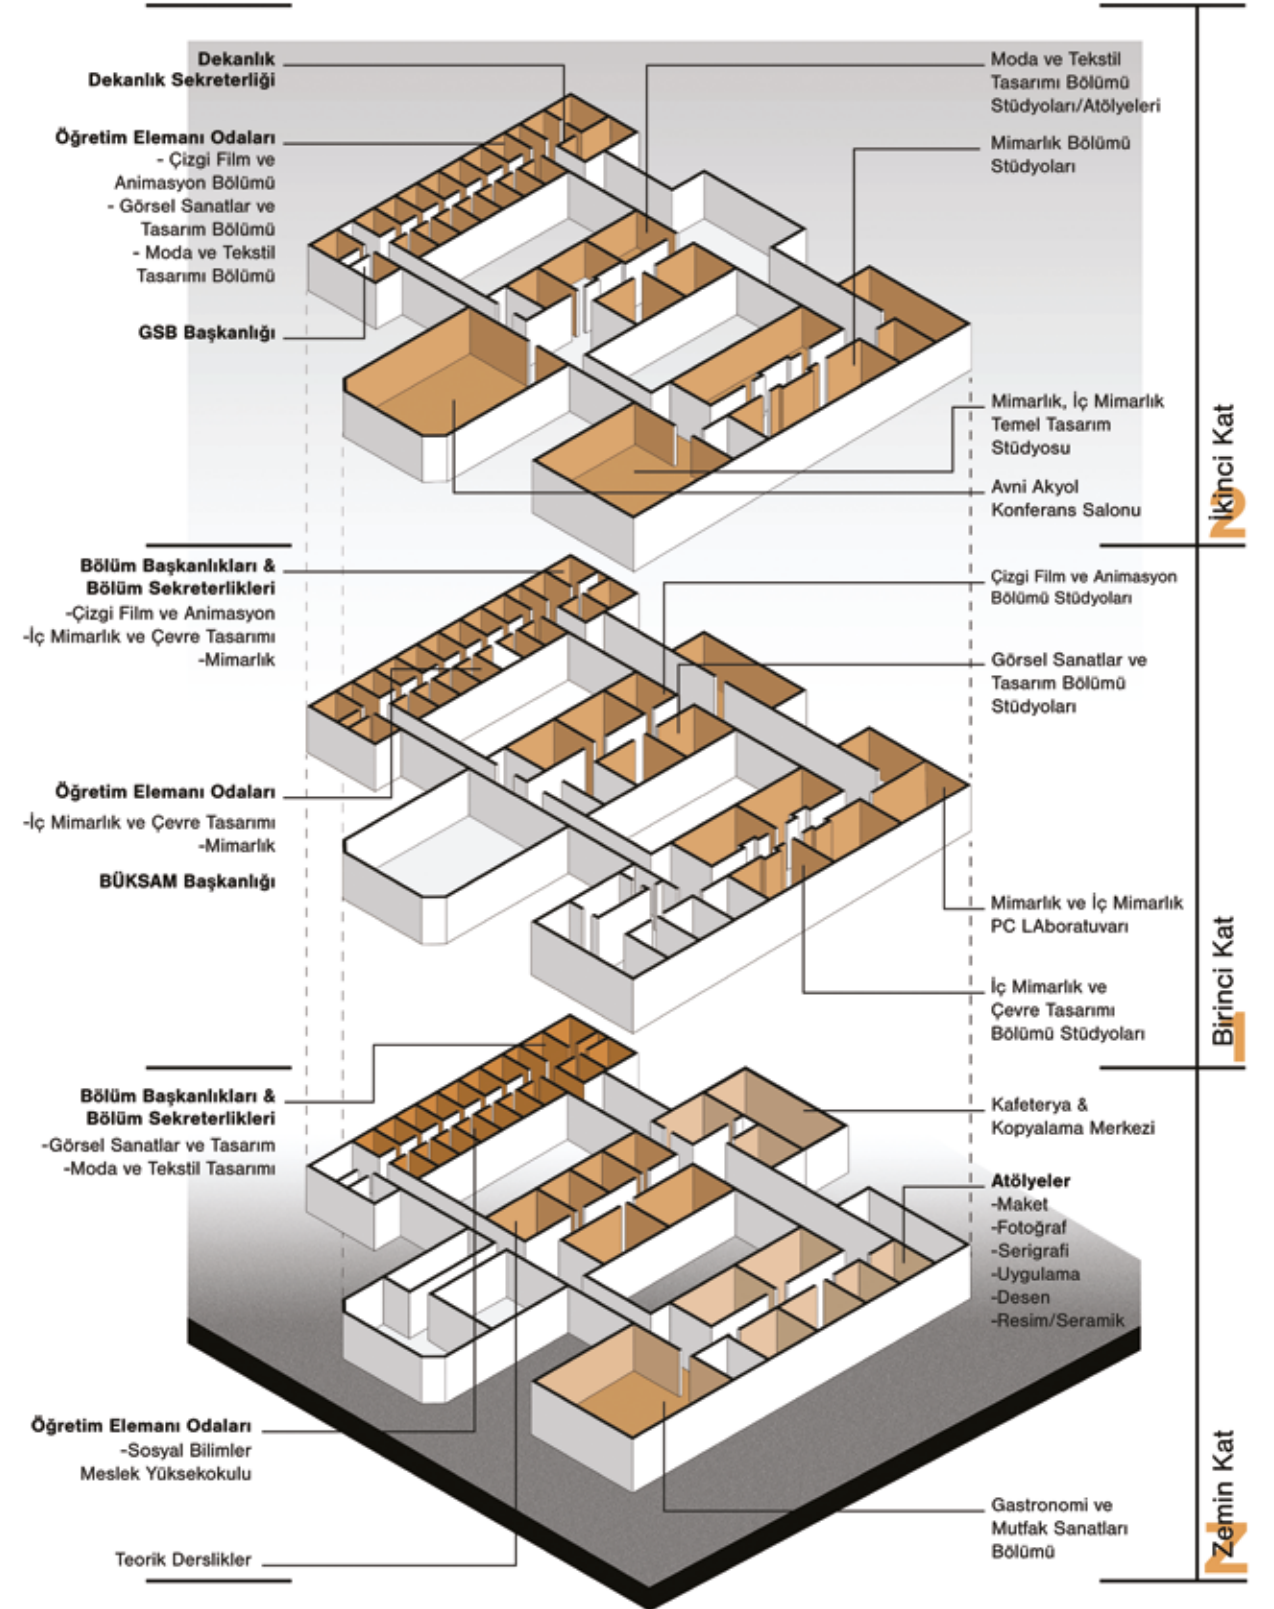 Dekanlık
Dekanlık Sekreterliği
Öğretim Elemanı Odaları
- Çizgi Film ve
Animasyon Bölümü
- Görsel Sanatlar ve
Tasarım Bölümü
- Moda ve Tekstil
Tasarımı Bölümü
GSB Başkanlığı
Moda ve Tekstil
Tasarımı Bölümü
Stüdyoları/Atölyeleri
Mimarlık Bölümü
Stüdyoları
Mimarlık, İç Mimarlık
Temel Tasarım
Stüdyosu
Avni Akyol
Konferans Salonu
2
İkinci Kat
Bölüm Başkanlıkları &
Bölüm Sekreterlikleri
-Çizgi Film ve Animasyon
-İç Mimarlık ve Çevre Tasarımı
-Mimarlık
Öğretim Elemanı Odaları
-İç Mimarlık ve Çevre Tasarımı
-Mimarlık
BÜKSAM Başkanlığı
Çizgi Film ve Animasyon
Bölümü Stüdyoları
Görsel Sanatlar ve
Tasarım Bölümü
Stüdyoları
Mimarlık ve İç Mimarlık
PC LAboratuvarı
İç Mimarlık ve
Çevre Tasarımı
Bölümü Stüdyoları
1
Birinci Kat
Bölüm Başkanlıkları &
Bölüm Sekreterlikleri
-Görsel Sanatlar ve Tasarım
-Moda ve Tekstil Tasarımı
Öğretim Elemanı Odaları
-Sosyal Bilimler
Meslek Yüksekokulu
Teorik Derslikler
Kafeterya &
Kopyalama Merkezi
Atölyeler
-Maket
-Fotoğraf
-Serigrafi
-Uygulama
-Desen
-Resim/Seramik
Gastronomi ve
Mutfak Sanatları
Bölümü
Z
Zemin Kat